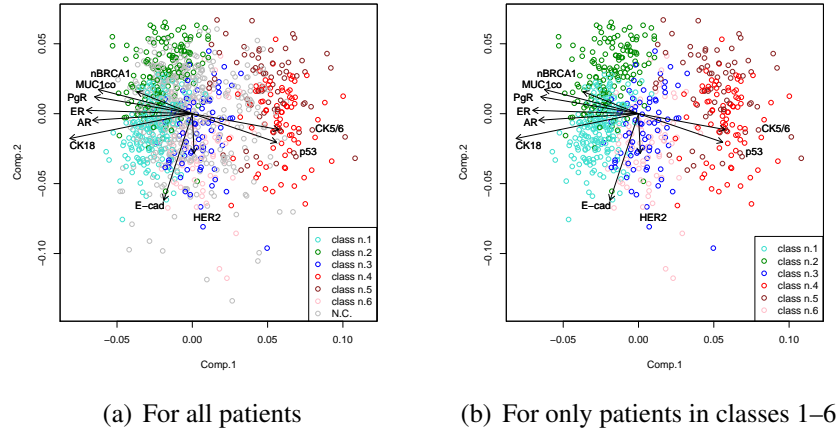 0.05
0.00
−0.05
−0.10
Comp.2
nBRCA1
MUC1co
PgR
ER
AR
CK18
CK5/6
p53
E−cad
HER2
class n.1
class n.2
class n.3
class n.4
class n.5
class n.6
N.C.
−0.05
0.00
0.05
0.10
Comp.1
(a) For all patients
0.05
0.00
−0.05
−0.10
Comp.2
nBRCA1
MUC1co
PgR
ER
AR
CK18
CK5/6
p53
E−cad
HER2
class n.1
class n.2
class n.3
class n.4
class n.5
class n.6
−0.05
0.00
0.05
0.10
Comp.1
(b) For only patients in classes 1–6